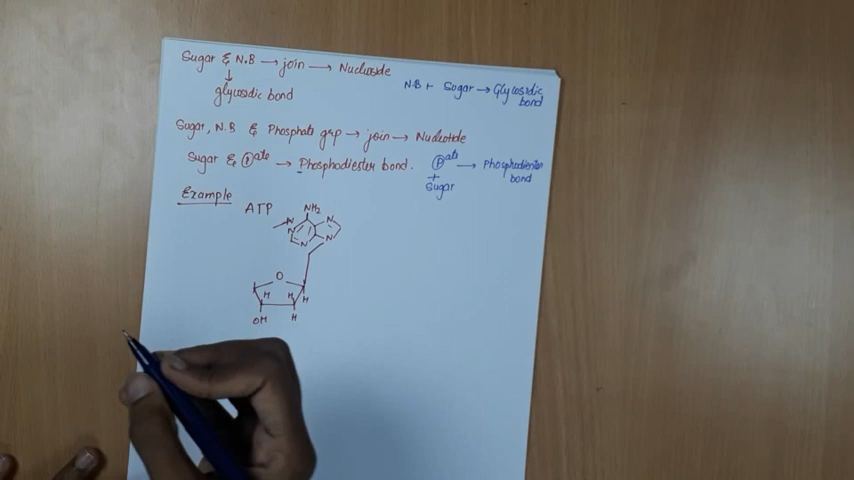 Sugar & N.B → join → Nucleoside
↓
glycosidic bond
N.B + Sugar → Glycosidic
bond
Sugar, N.B & Phosphate grp → join → Nucleotide
Sugar & Pate → Phosphodiester bond.
Pate → Phosphodiester
+
Sugar
bond
Example
ATP
NH2
N
N
N
N
N
O
H
H
H
OH
H